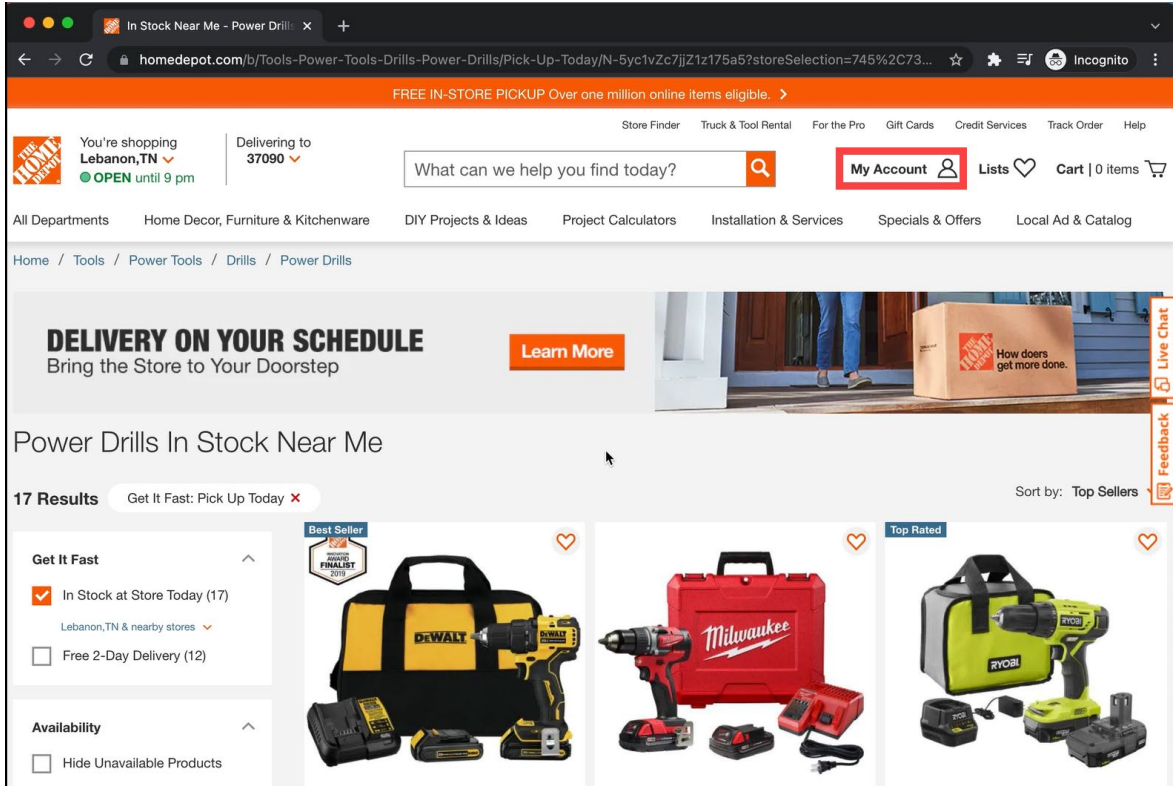 In Stock Near Me - Power Drills
homedepot.com/b/Tools-Power-Tools-Drills-Power-Drills/Pick-Up-Today/N-5yc1vZc7jjZ1z175a5?storeSelection=745%2C73...
Incognito
FREE IN-STORE PICKUP Over one million online items eligible. >
Store Finder Truck & Tool Rental For the Pro Gift Cards Credit Services Track Order Help
THE HOME DEPOT
You're shopping
Lebanon,TN
OPEN until 9 pm
Delivering to
37090
What can we help you find today?
My Account
Lists
Cart | 0 items
All Departments Home Decor, Furniture & Kitchenware DIY Projects & Ideas Project Calculators Installation & Services Specials & Offers Local Ad & Catalog
Home / Tools / Power Tools / Drills / Power Drills
DELIVERY ON YOUR SCHEDULE
Bring the Store to Your Doorstep
Learn More
THE HOME DEPOT
How doers
get more done.
Live Chat
Feedback
Power Drills In Stock Near Me
17 Results Get It Fast: Pick Up Today ×
Sort by: Top Sellers
Get It Fast
In Stock at Store Today (17)
Lebanon,TN & nearby stores
Free 2-Day Delivery (12)
Availability
Hide Unavailable Products
Best Seller
INNOVATION
AWARD
FINALIST
2019
DEWALT
DEWALT
Milwaukee
Top Rated
RYOBI
RYOBI